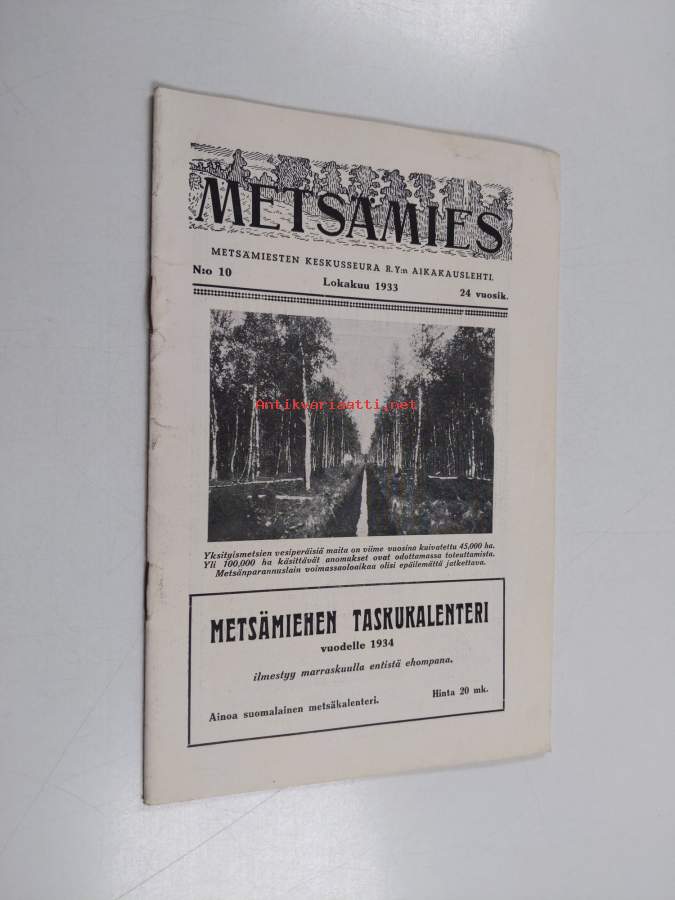 METSÄMIES
METSÄMIESTEN KESKUSSEURA R.Y:n AIKAKAUSLEHTI.
N:o 10 Lokakuu 1933 24 vuosik.
Antikvariaatti.net
Yksityismetsien vesiperäisiä maita on viime vuosina kuivatettu 45,000 ha.
Yli 100,000 ha käsittävät anomukset ovat odottamassa toteuttamista.
Metsänparannuslain voimassaoloaikaa olisi epäilemättä jatkettava.
METSÄMIEHEN TASKUKALENTERI
vuodelle 1934
ilmestyy marraskuulla entistä ehompana.
Ainoa suomalainen metsäkalenteri. Hinta 20 mk.